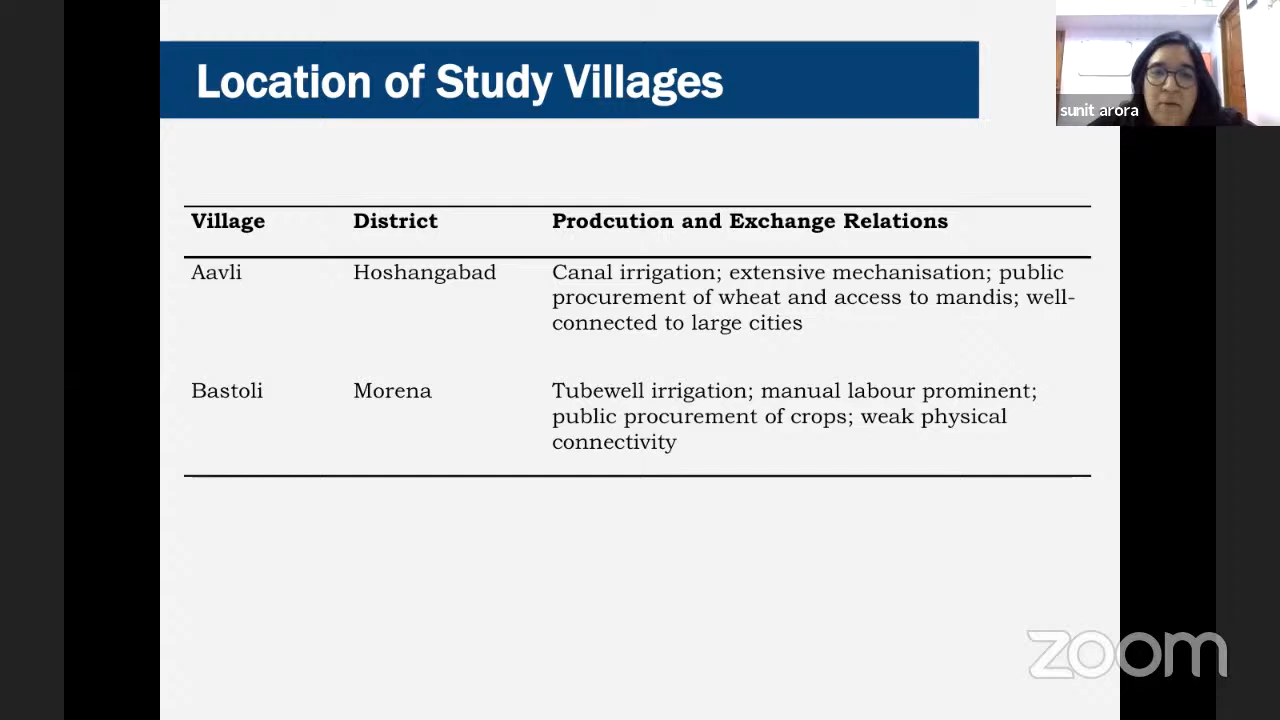 Location of Study Villages
sunit arora
Village District Prodcution and Exchange Relations
Aavli Hoshangabad Canal irrigation; extensive mechanisation; public
procurement of wheat and access to mandis; well-
connected to large cities
Bastoli Morena Tubewell irrigation; manual labour prominent;
public procurement of crops; weak physical
connectivity
zoom